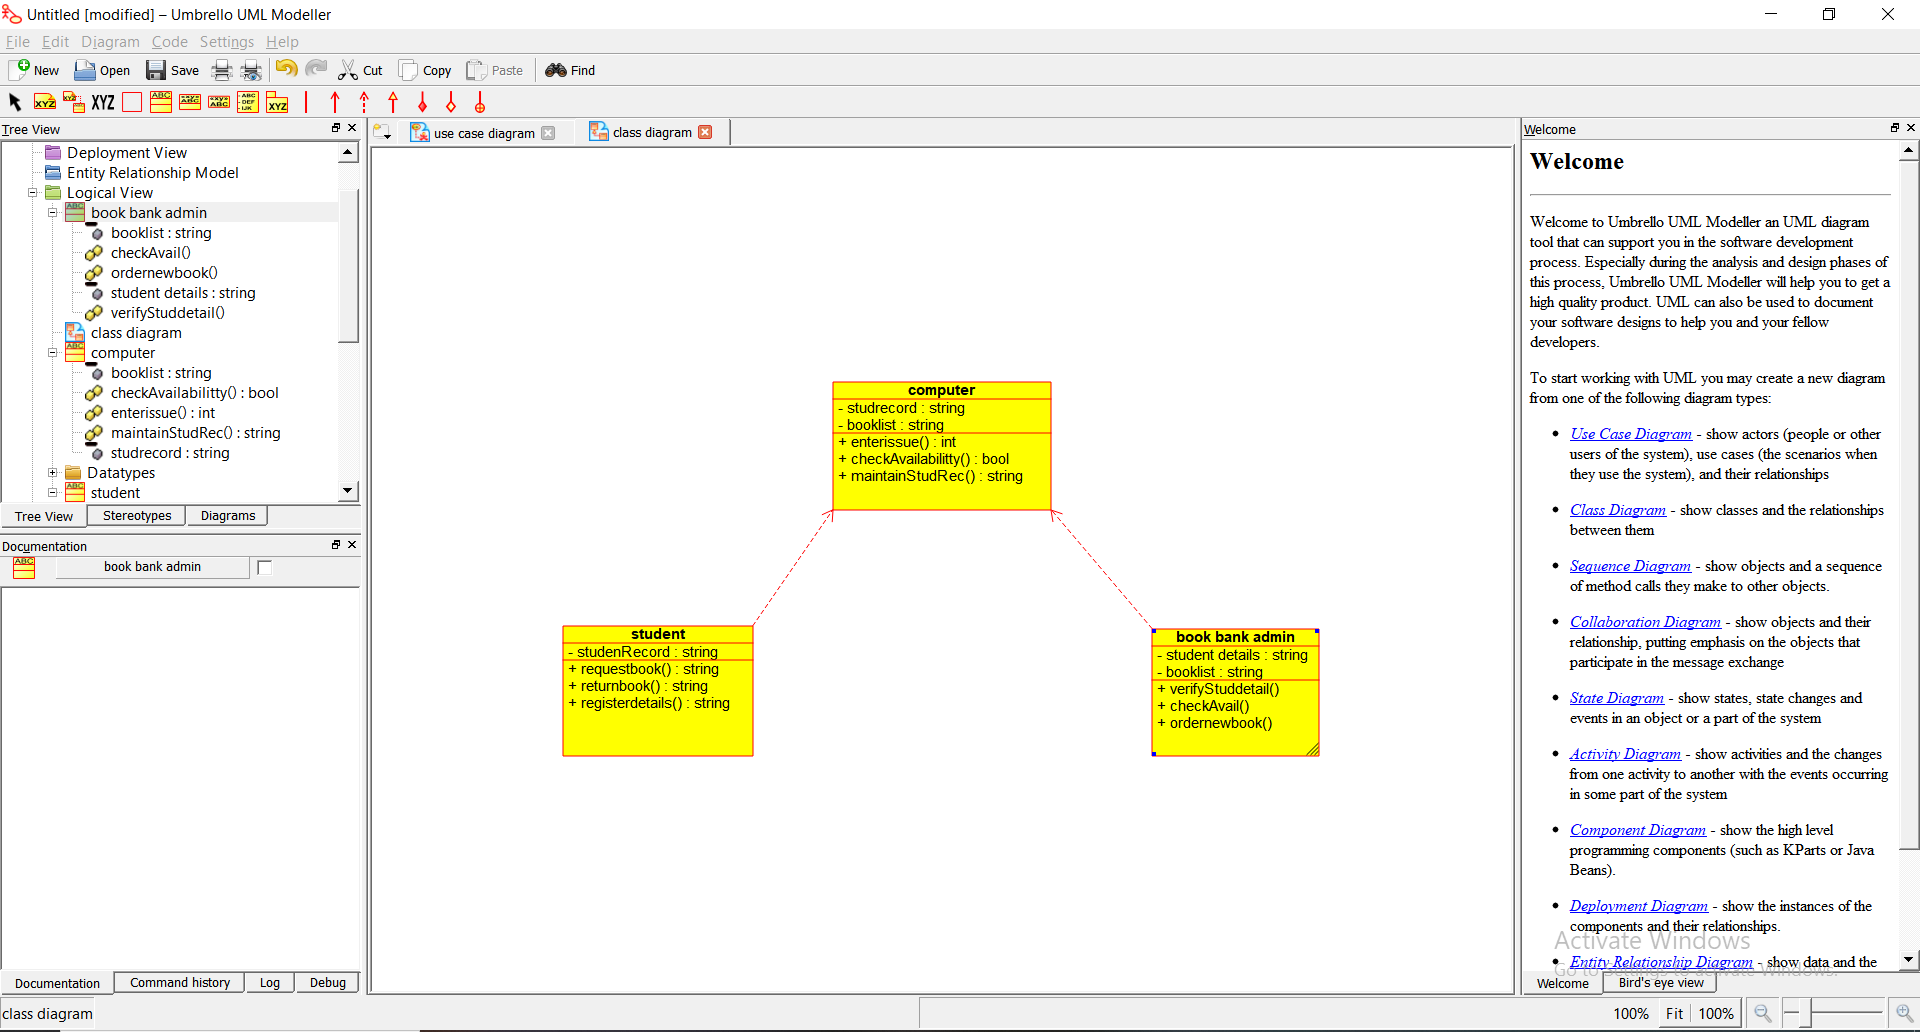 Untitled [modified] – Umbrello UML Modeller
File Edit Diagram Code Settings Help
New Open Save Cut Copy Paste Find
Tree View
Deployment View
Entity Relationship Model
Logical View
book bank admin
booklist : string
checkAvail()
ordernewbook()
student details : string
verifyStuddetail()
class diagram
computer
booklist : string
checkAvailabilitty() : bool
enterissue() : int
maintainStudRec() : string
studrecord : string
Datatypes
student
Tree View Stereotypes Diagrams
Documentation
book bank admin
Documentation Command history Log Debug
class diagram
use case diagram class diagram
computer
- studrecord : string
- booklist : string
+ enterissue() : int
+ checkAvailabilitty() : bool
+ maintainStudRec() : string
student
- studenRecord : string
+ requestbook() : string
+ returnbook() : string
+ registerdetails() : string
book bank admin
- student details : string
- booklist : string
+ verifyStuddetail()
+ checkAvail()
+ ordernewbook()
Welcome
Welcome
Welcome to Umbrello UML Modeller an UML diagram
tool that can support you in the software development
process. Especially during the analysis and design phases of
this process, Umbrello UML Modeller will help you to get a
high quality product. UML can also be used to document
your software designs to help you and your fellow
developers.
To start working with UML you may create a new diagram
from one of the following diagram types:
• Use Case Diagram - show actors (people or other
users of the system), use cases (the scenarios when
they use the system), and their relationships
• Class Diagram - show classes and the relationships
between them
• Sequence Diagram - show objects and a sequence
of method calls they make to other objects.
• Collaboration Diagram - show objects and their
relationship, putting emphasis on the objects that
participate in the message exchange
• State Diagram - show states, state changes and
events in an object or a part of the system
• Activity Diagram - show activities and the changes
from one activity to another with the events occurring
in some part of the system
• Component Diagram - show the high level
programming components (such as KParts or Java
Beans).
• Deployment Diagram - show the instances of the
components and their relationships.
• Entity-Relationship Diagram - show data and the
Activate Windows
Go to Settings to activate Windows.
Welcome Bird's eye view
100% Fit 100%